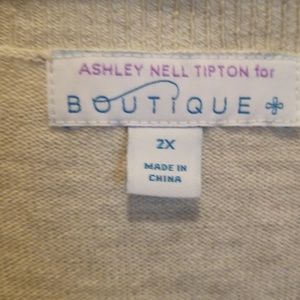 ASHLEY NELL TIPTON for
BOUTIQUE+
2X
MADE IN
CHINA